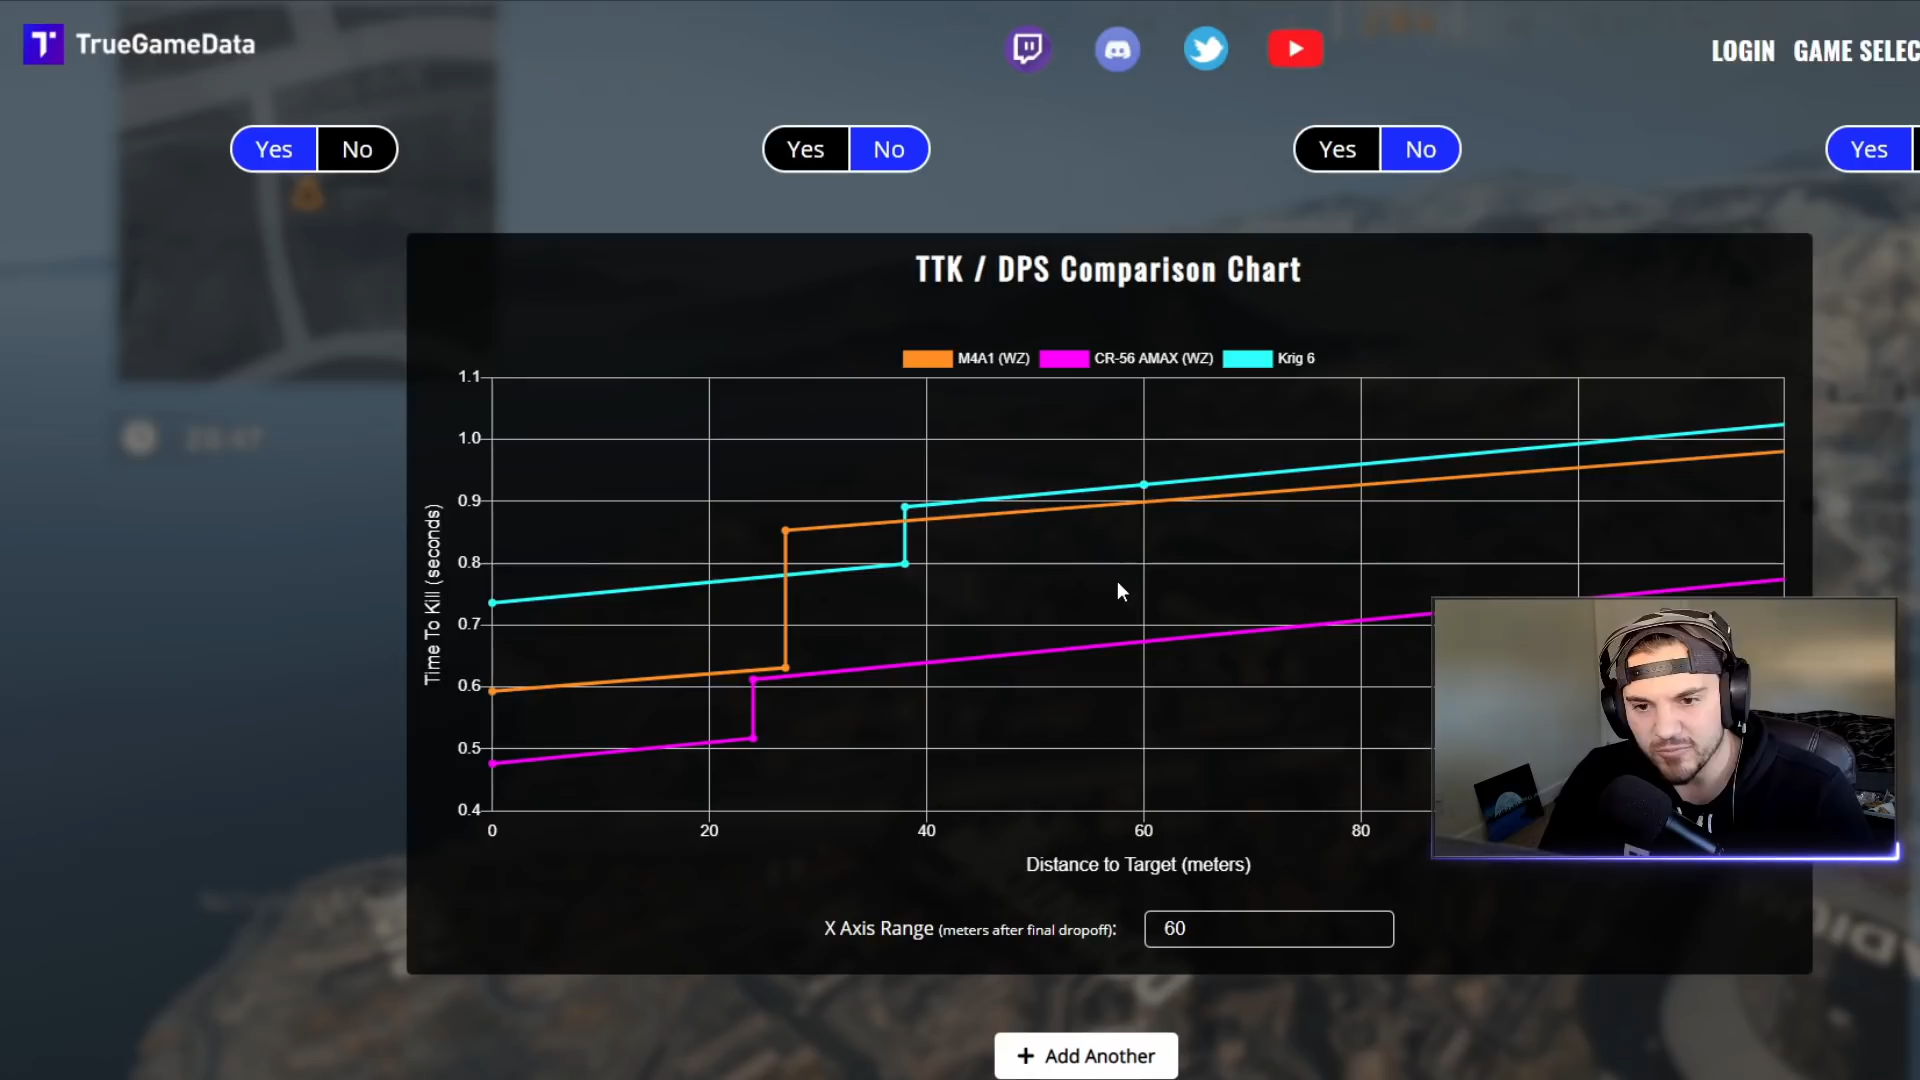 TrueGameData
LOGIN GAME SELEC
Yes No
Yes No
Yes No
Yes
TTK / DPS Comparison Chart
M4A1 (WZ) CR-56 AMAX (WZ) Krig 6
1.1
1.0
0.9
0.8
0.7
0.6
0.5
0.4
Time To Kill (seconds)
0 20 40 60 80
Distance to Target (meters)
X Axis Range (meters after final dropoff): 60
+ Add Another